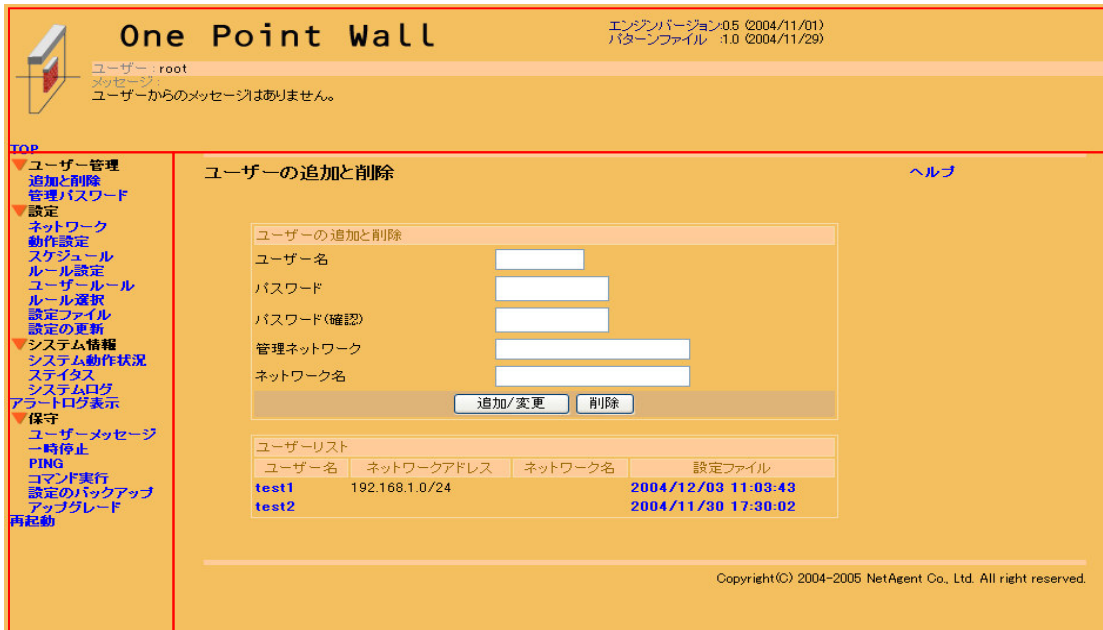 One Point Wall
エンジンバージョン:0.5 (2004/11/01)
パターンファイル :1.0 (2004/11/29)
ユーザー : root
メッセージ :
ユーザーからのメッセージはありません。
TOP
▼ユーザー管理
追加と削除
管理パスワード
▼設定
ネットワーク
動作設定
スケジュール
ルール設定
ユーザールール
ルール選択
設定ファイル
設定の更新
▼システム情報
システム動作状況
ステイタス
システムログ
アラートログ表示
▼保守
ユーザーメッセージ
一時停止
PING
コマンド実行
設定のバックアップ
アップグレード
再起動
ユーザーの追加と削除 ヘルプ
ユーザーの追加と削除
ユーザー名
パスワード
パスワード(確認)
管理ネットワーク
ネットワーク名
追加/変更 削除
ユーザーリスト
ユーザー名 ネットワークアドレス ネットワーク名 設定ファイル
test1 192.168.1.0/24 2004/12/03 11:03:43
test2 2004/11/30 17:30:02
Copyright(C) 2004-2005 NetAgent Co., Ltd. All right reserved.